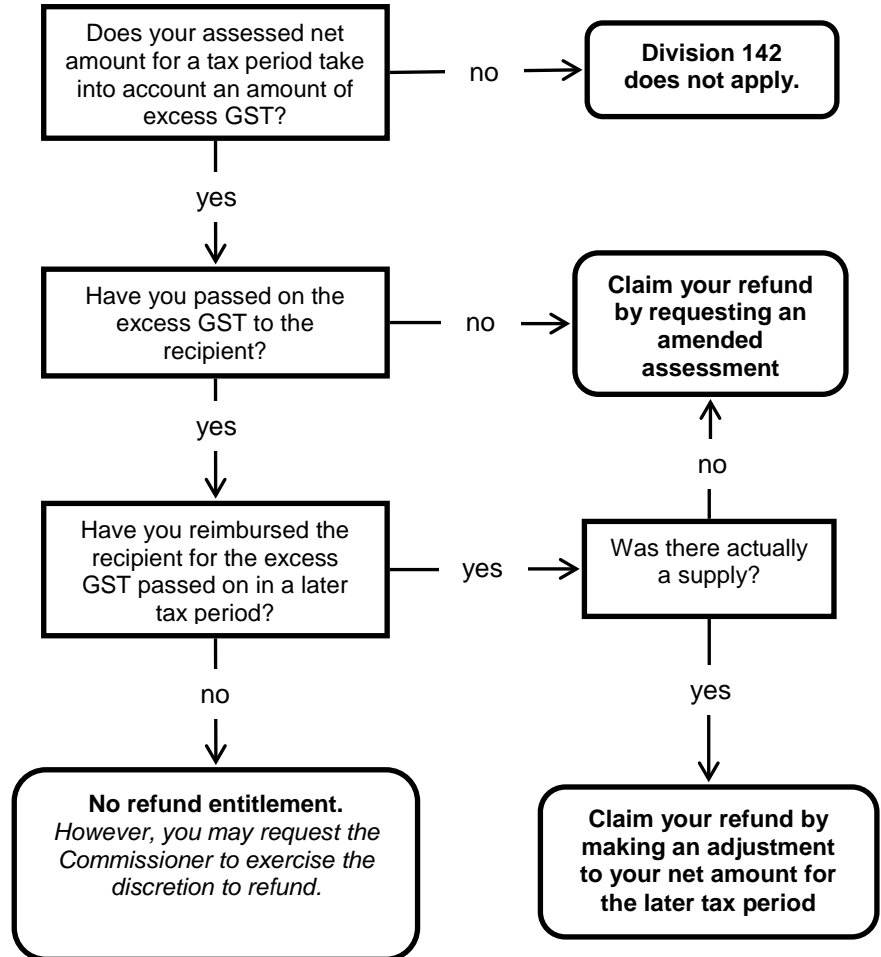 Does your assessed net
amount for a tax period take
into account an amount of
excess GST?
no
Division 142
does not apply.
yes
Have you passed on the
excess GST to the
recipient?
no
Claim your refund
by requesting an
amended
assessment
yes
no
Have you reimbursed the
recipient for the excess
GST passed on in a later
tax period?
yes
Was there actually
a supply?
no
yes
No refund entitlement.
However, you may request the
Commissioner to exercise the
discretion to refund.
Claim your refund by
making an adjustment
to your net amount for
the later tax period